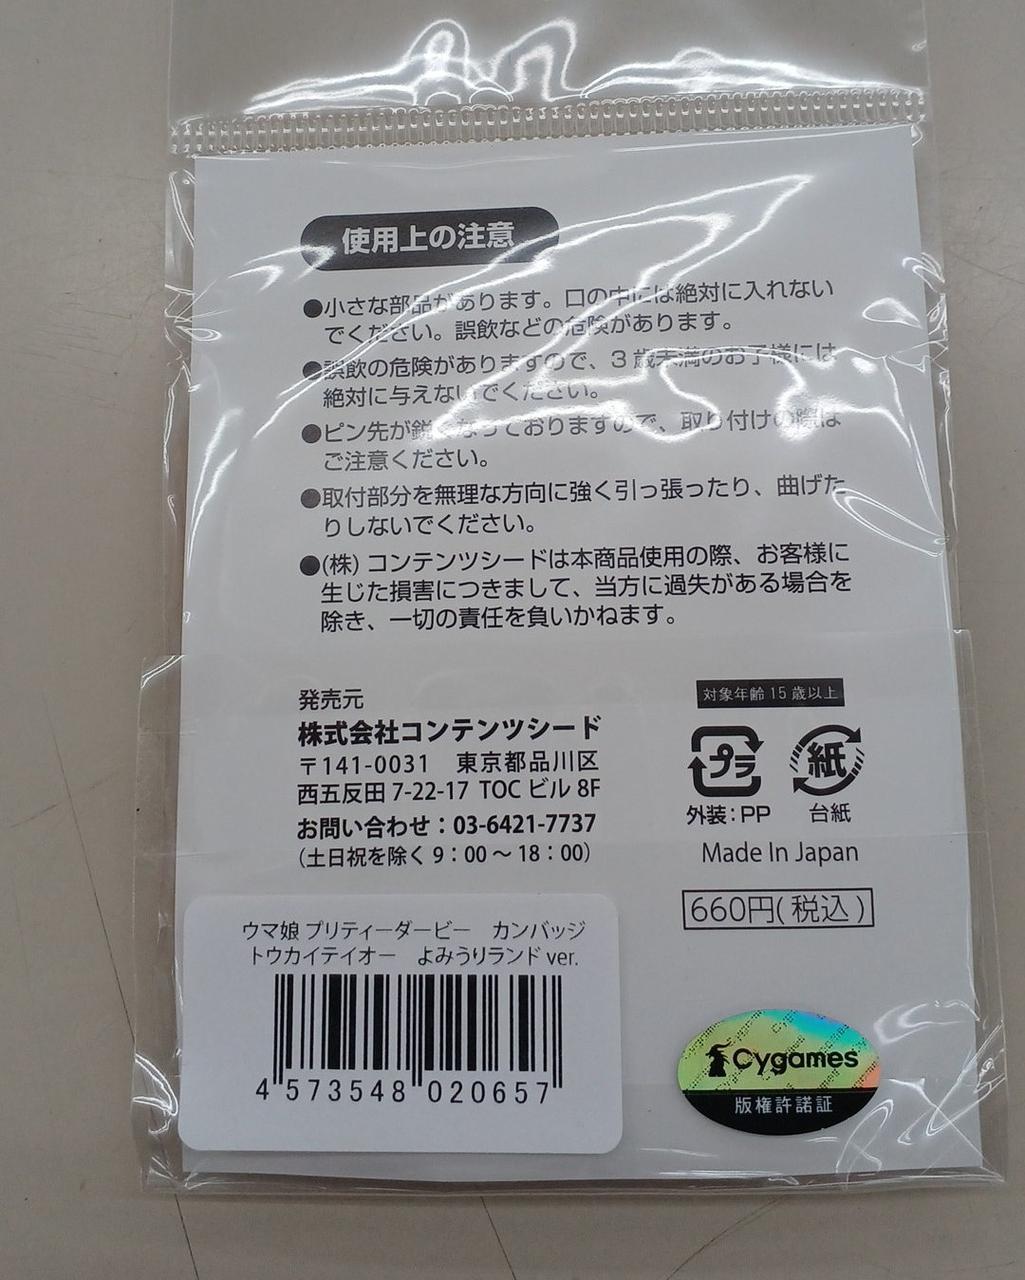 使用上の注意
●小さな部品があります。口の中には絶対に入れない
でください。誤飲などの危険があります。
●誤飲の危険がありますので、3歳未満のお子様には
絶対に与えないでください。
●ピン先が鋭くなっておりますので、取り付けの際は
ご注意ください。
●取付部分を無理な方向に強く引っ張ったり、曲げた
りしないでください。
●(株) コンテンツシードは本商品使用の際、お客様に
生じた損害につきまして、当方に過失がある場合を
除き、一切の責任を負いかねます。
発売元
株式会社コンテンツシード
〒141-0031 東京都品川区
西五反田 7-22-17 TOC ビル 8F
お問い合わせ：03-6421-7737
(土日祝を除く 9：00 〜 18：00)
対象年齢 15 歳以上
プラ
紙
外装：PP
台紙
Made In Japan
660円( 税込 )
ウマ娘 プリティーダービー カンバッジ
トウカイテイオー よみうりランド ver.
4 573548 020657
Cygames
版権許諾証